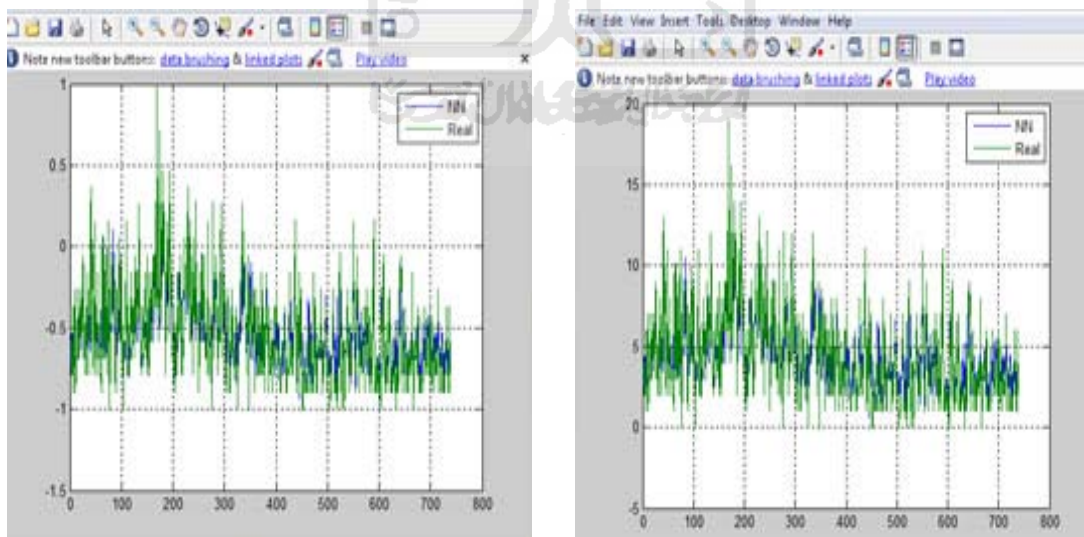 Note new toolbar buttons: data brushing & linked plots Play video
1
0.5
0
-0.5
-1
-1.5
0 100 200 300 400 500 600 700 800
NN
Real
File Edit View Insert Tools Desktop Window Help
Note new toolbar buttons: data brushing & linked plots Play video
20
15
10
5
0
-5
0 100 200 300 400 500 600 700 800
NN
Real